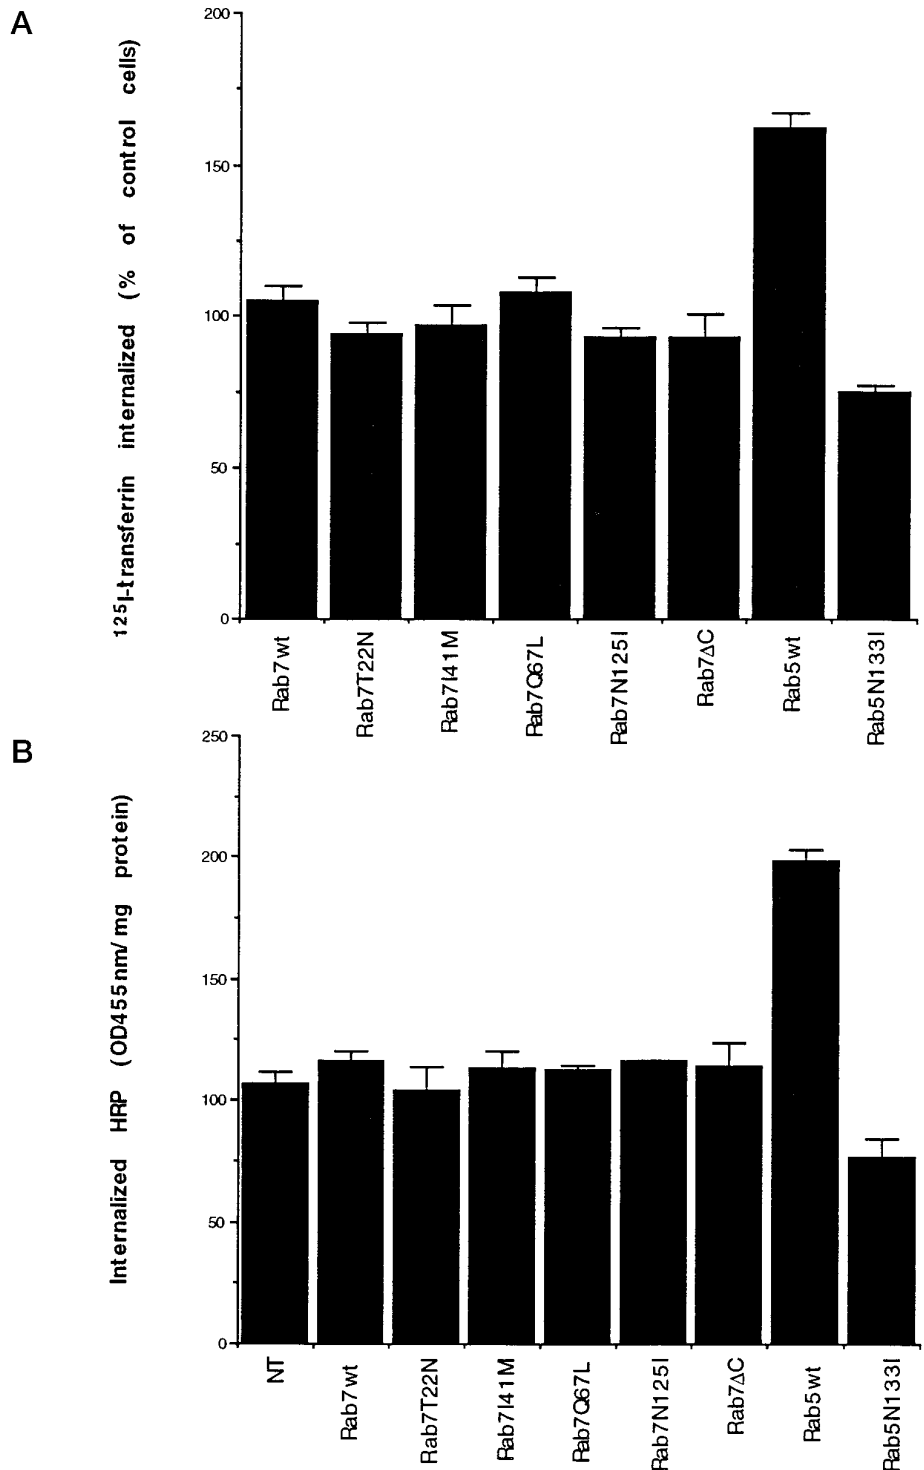 A
200
150
100
50
0
125I-transferrin internalized (% of control cells)
Rab7wt
Rab7T22N
Rab7I41M
Rab7Q67L
Rab7N125I
Rab7ΔC
Rab5wt
Rab5N133I
B
250
200
150
100
50
0
Internalized HRP (OD455nm/mg protein)
NT
Rab7wt
Rab7T22N
Rab7I41M
Rab7Q67L
Rab7N125I
Rab7ΔC
Rab5wt
Rab5N133I